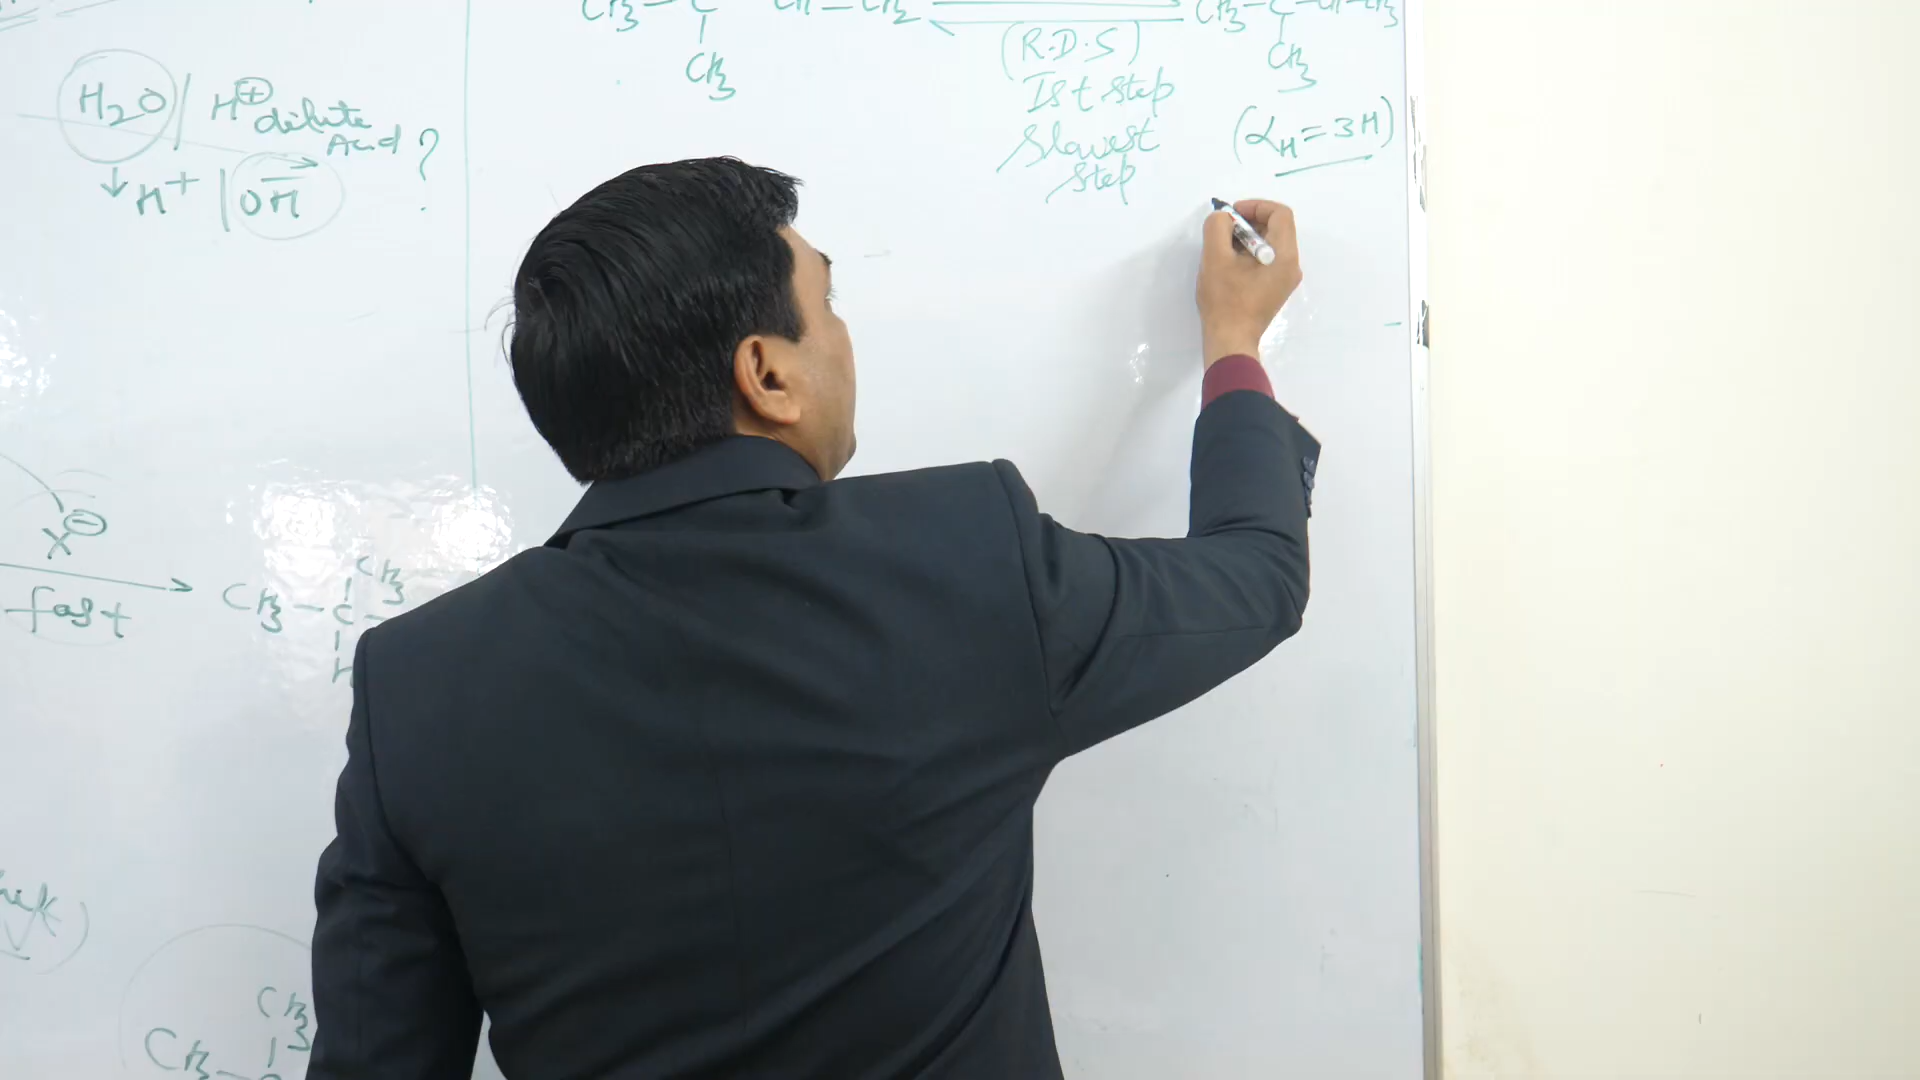 H₂O / H⊕ dilute Acid ?
↓ H⁺ / OH
X⊖
fast
CH₃
CH₃ – C –
H
CH₃
CH₃ –
CH₃ – C CH – CH₂
CH₃
(R.D.S)
Ist step
Slowest
step
CH₃ – C – CH – CH₃
CH₃
(αH = 3H)